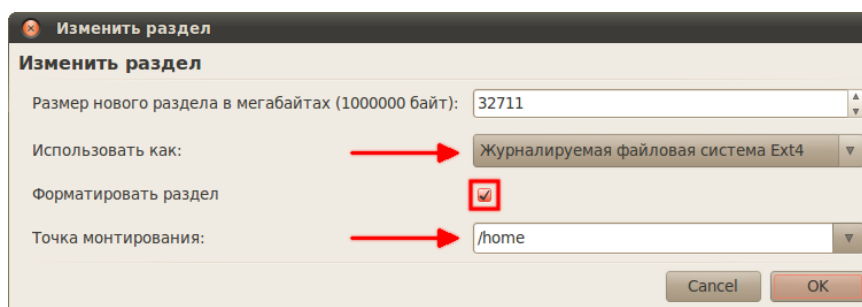 Изменить раздел
Изменить раздел
Размер нового раздела в мегабайтах (1000000 байт): 32711
Использовать как: Журналируемая файловая система Ext4
Форматировать раздел
Точка монтирования: /home
Cancel OK